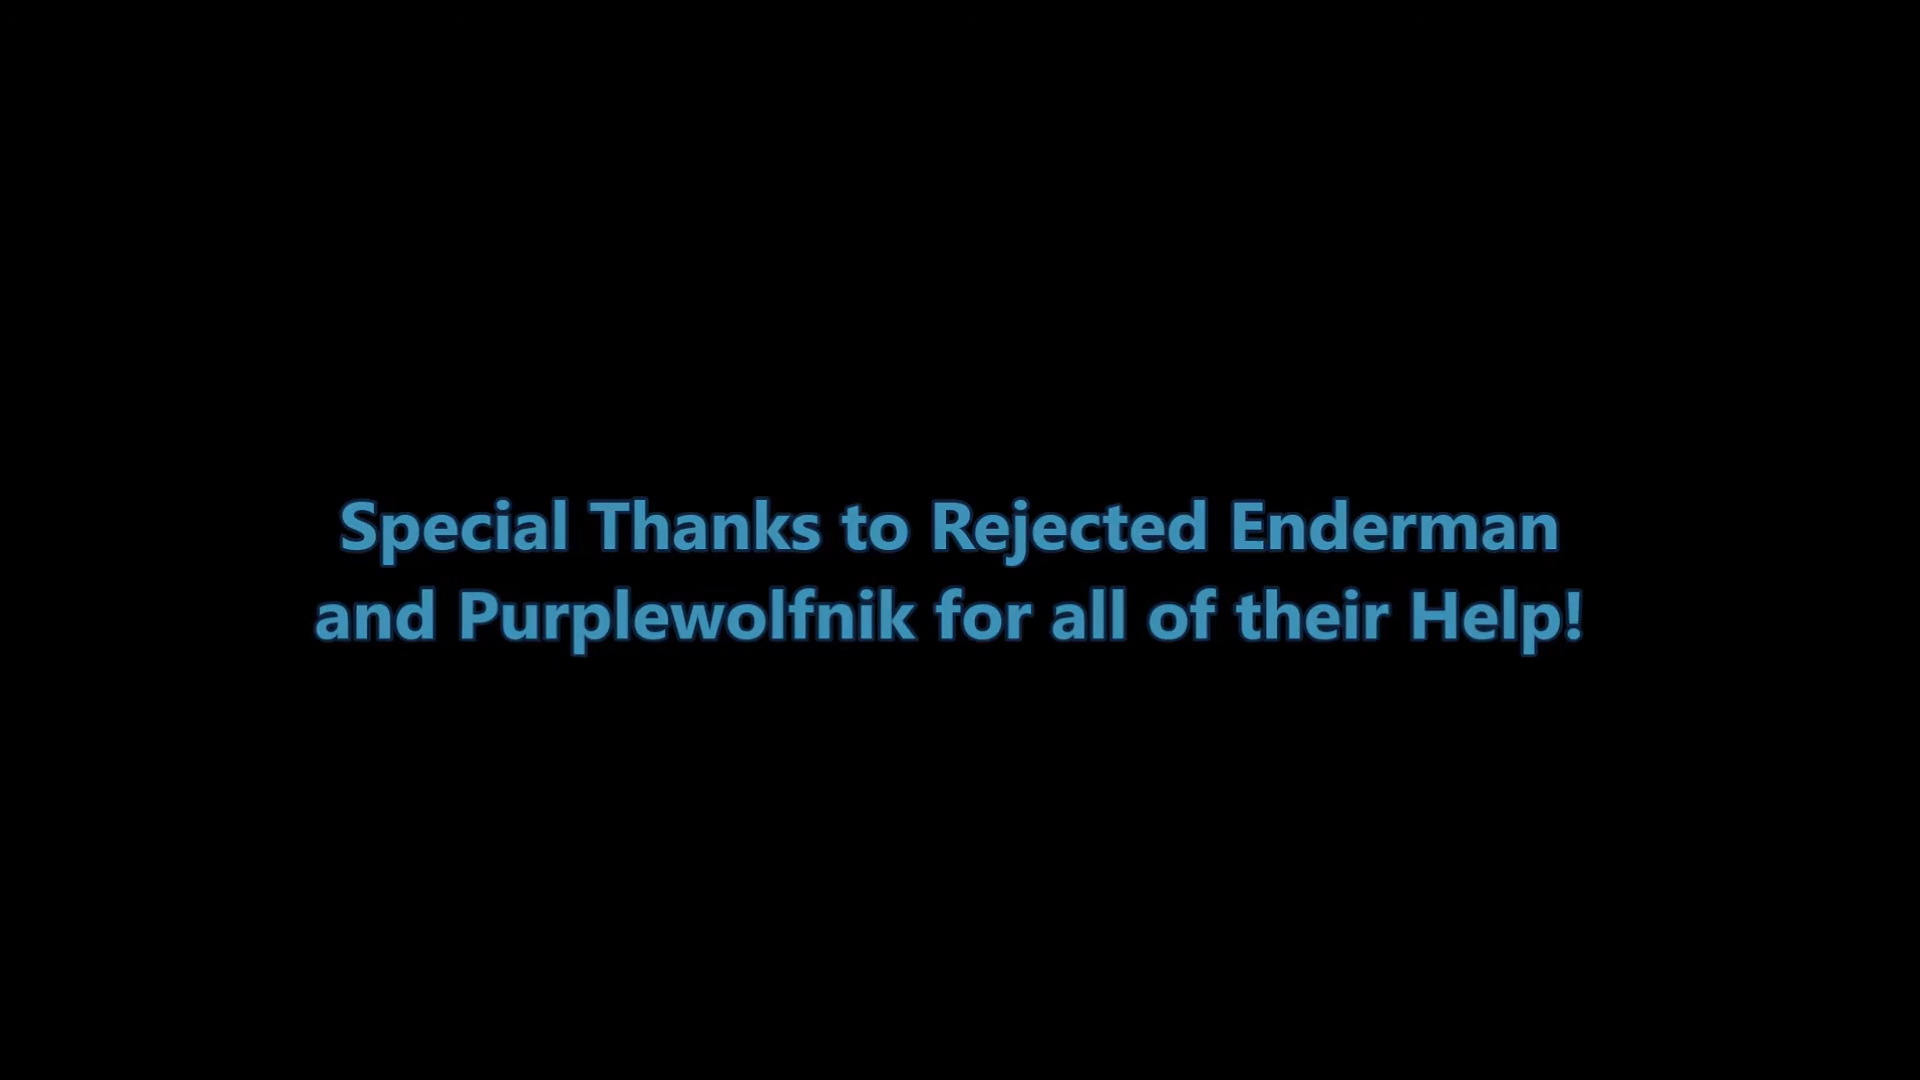 Special Thanks to Rejected Enderman
and Purplewolfnik for all of their Help!